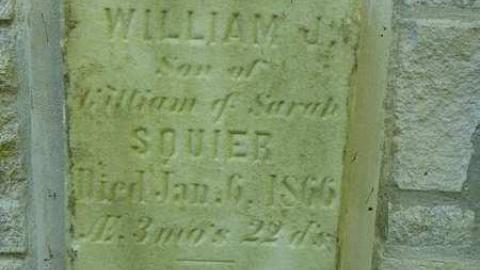 WILLIAM J.
Son of
William & Sarah
SQUIER
Died Jan. 6, 1866
Æ. 3 mo's 22 d's